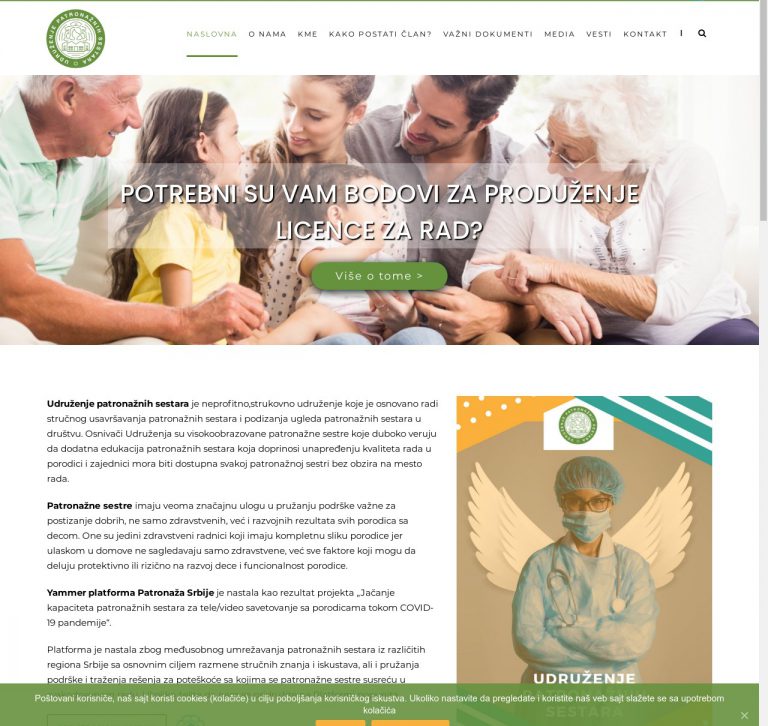 UDRUŽENJE PATRONAŽNIH SESTARA
NASLOVNA O NAMA KME KAKO POSTATI ČLAN? VAŽNI DOKUMENTI MEDIA VESTI KONTAKT
POTREBNI SU VAM BODOVI ZA PRODUŽENJE
LICENCE ZA RAD?
Više o tome >
Udruženje patronažnih sestara je neprofitno,strukovno udruženje koje je osnovano radi
stručnog usavršavanja patronažnih sestara i podizanja ugleda patronažnih sestara u
društvu. Osnivači Udruženja su visokoobrazovane patronažne sestre koje duboko veruju
da dodatna edukacija patronažnih sestara koja doprinosi unapređenju kvaliteta rada u
porodici i zajednici mora biti dostupna svakoj patronažnoj sestri bez obzira na mesto
rada.
Patronažne sestre imaju veoma značajnu ulogu u pružanju podrške važne za
postizanje dobrih, ne samo zdravstvenih, već i razvojnih rezultata svih porodica sa
decom. One su jedini zdravstveni radnici koji imaju kompletnu sliku porodice jer
ulaskom u domove ne sagledavaju samo zdravstvene, već sve faktore koji mogu da
deluju protektivno ili rizično na razvoj dece i funcionalnost porodice.
Yammer platforma Patronaža Srbije je nastala kao rezultat projekta „Jačanje
kapaciteta patronažnih sestara za tele/video savetovanje sa porodicama tokom COVID-
19 pandemije“.
Platforma je nastala zbog međusobnog umrežavanja patronažnih sestara iz različitih
regiona Srbije sa osnovnim ciljem razmene stručnih znanja i iskustava, ali i pružanja
podrške i traženja rešenja za poteškoće sa kojima se patronažne sestre susreću u
UDRUŽENJE
SESTARA
Poštovani korisniče, naš sajt koristi cookies (kolačiće) u cilju poboljšanja korisničkog iskustva. Ukoliko nastavite da pregledate i koristite naš veb sajt slažete se sa upotrebom
kolačića